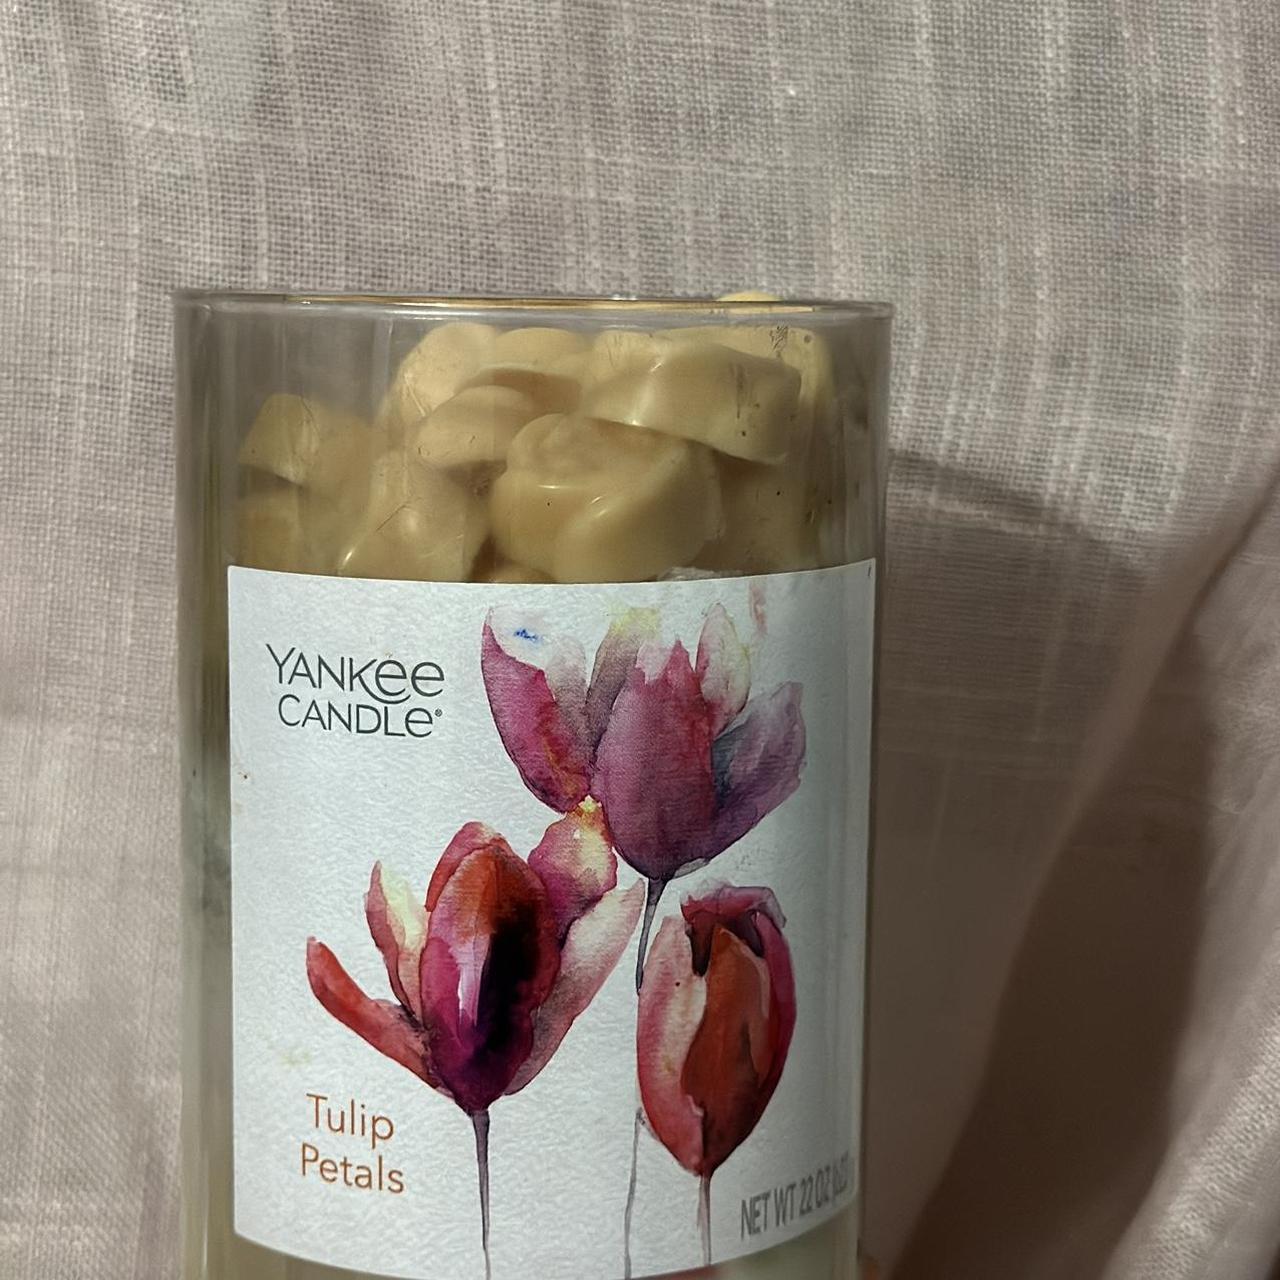 YANKee
CANDLe®
Tulip
Petals
NET WT 22 OZ